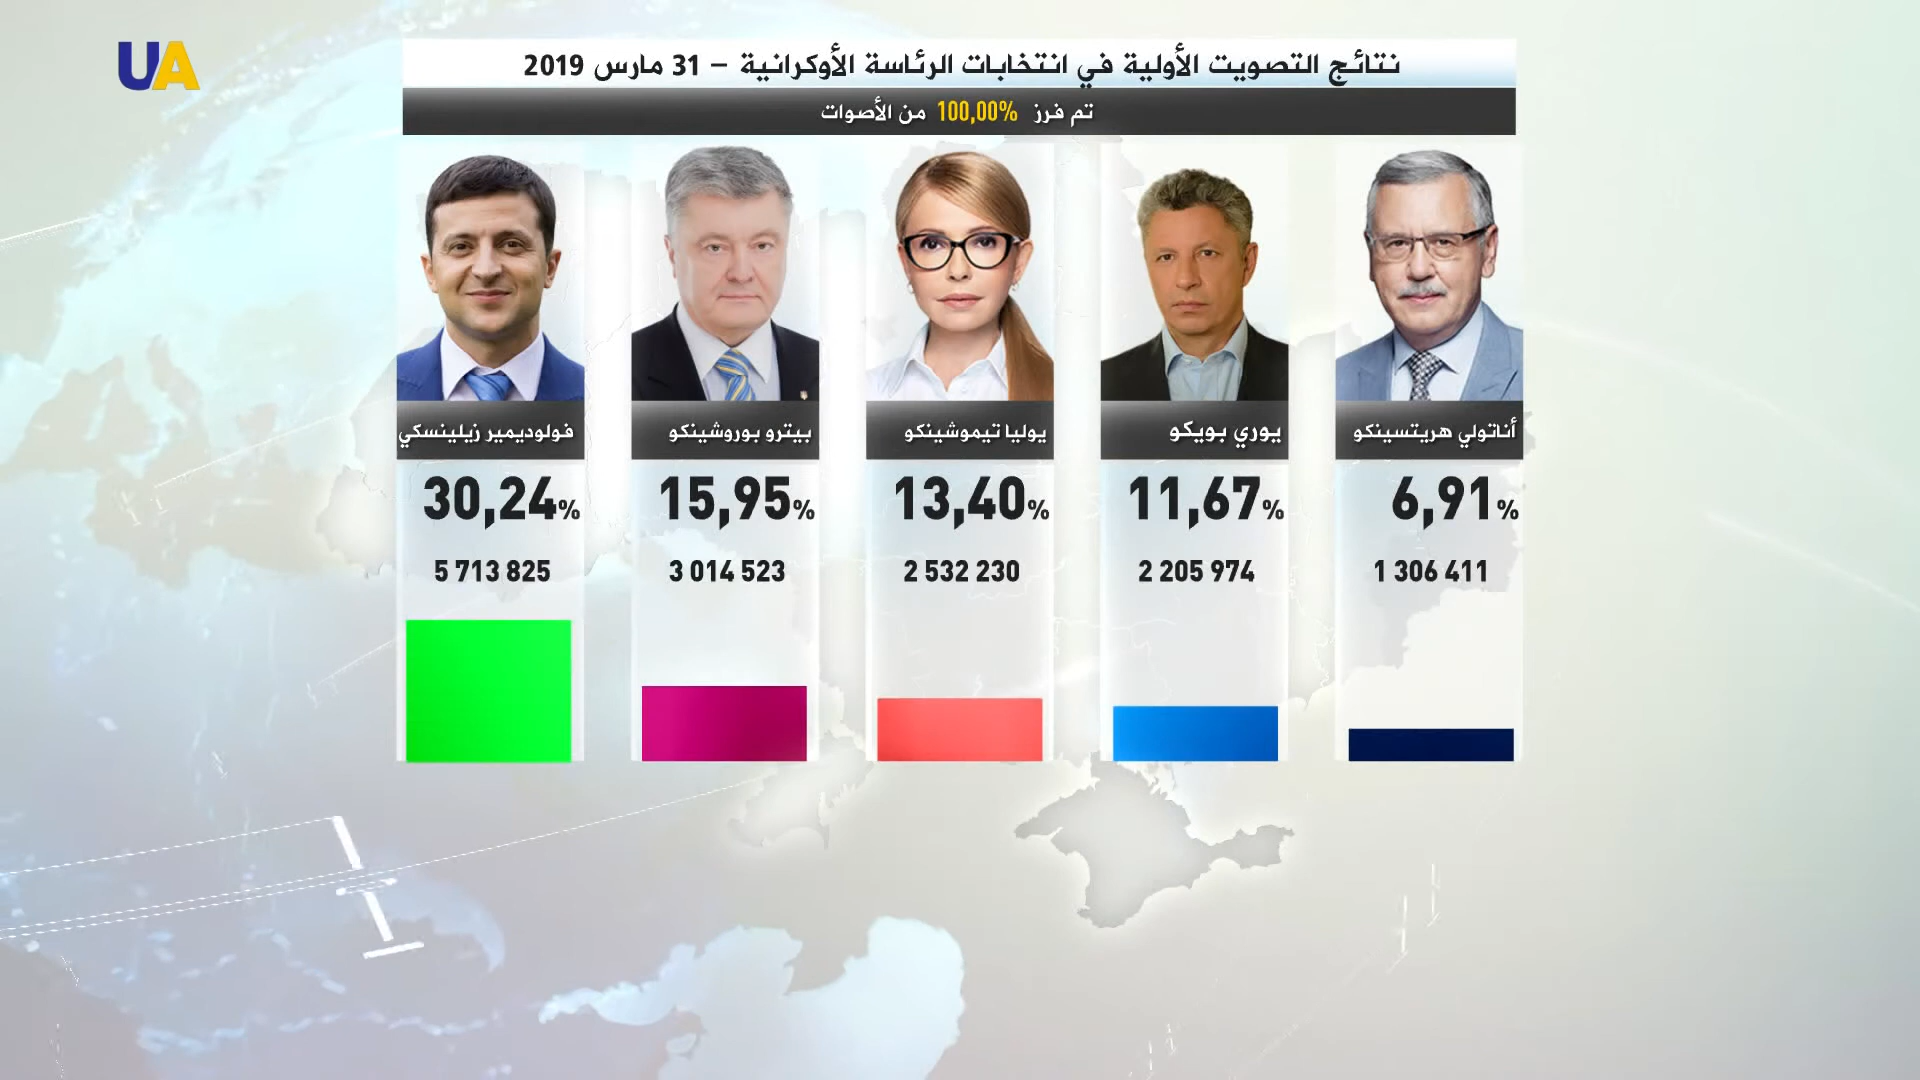 UA
نتائج التصويت الأولية في انتخابات الرئاسة الأوكرانية – 31 مارس 2019
تم فرز 100,00% من الأصوات
فولوديمير زيلينسكي
30,24%
5 713 825
بيترو بوروشينكو
15,95%
3 014 523
يوليا تيموشينكو
13,40%
2 532 230
يوري بويكو
11,67%
2 205 974
أناتولي هريتسينكو
6,91%
1 306 411